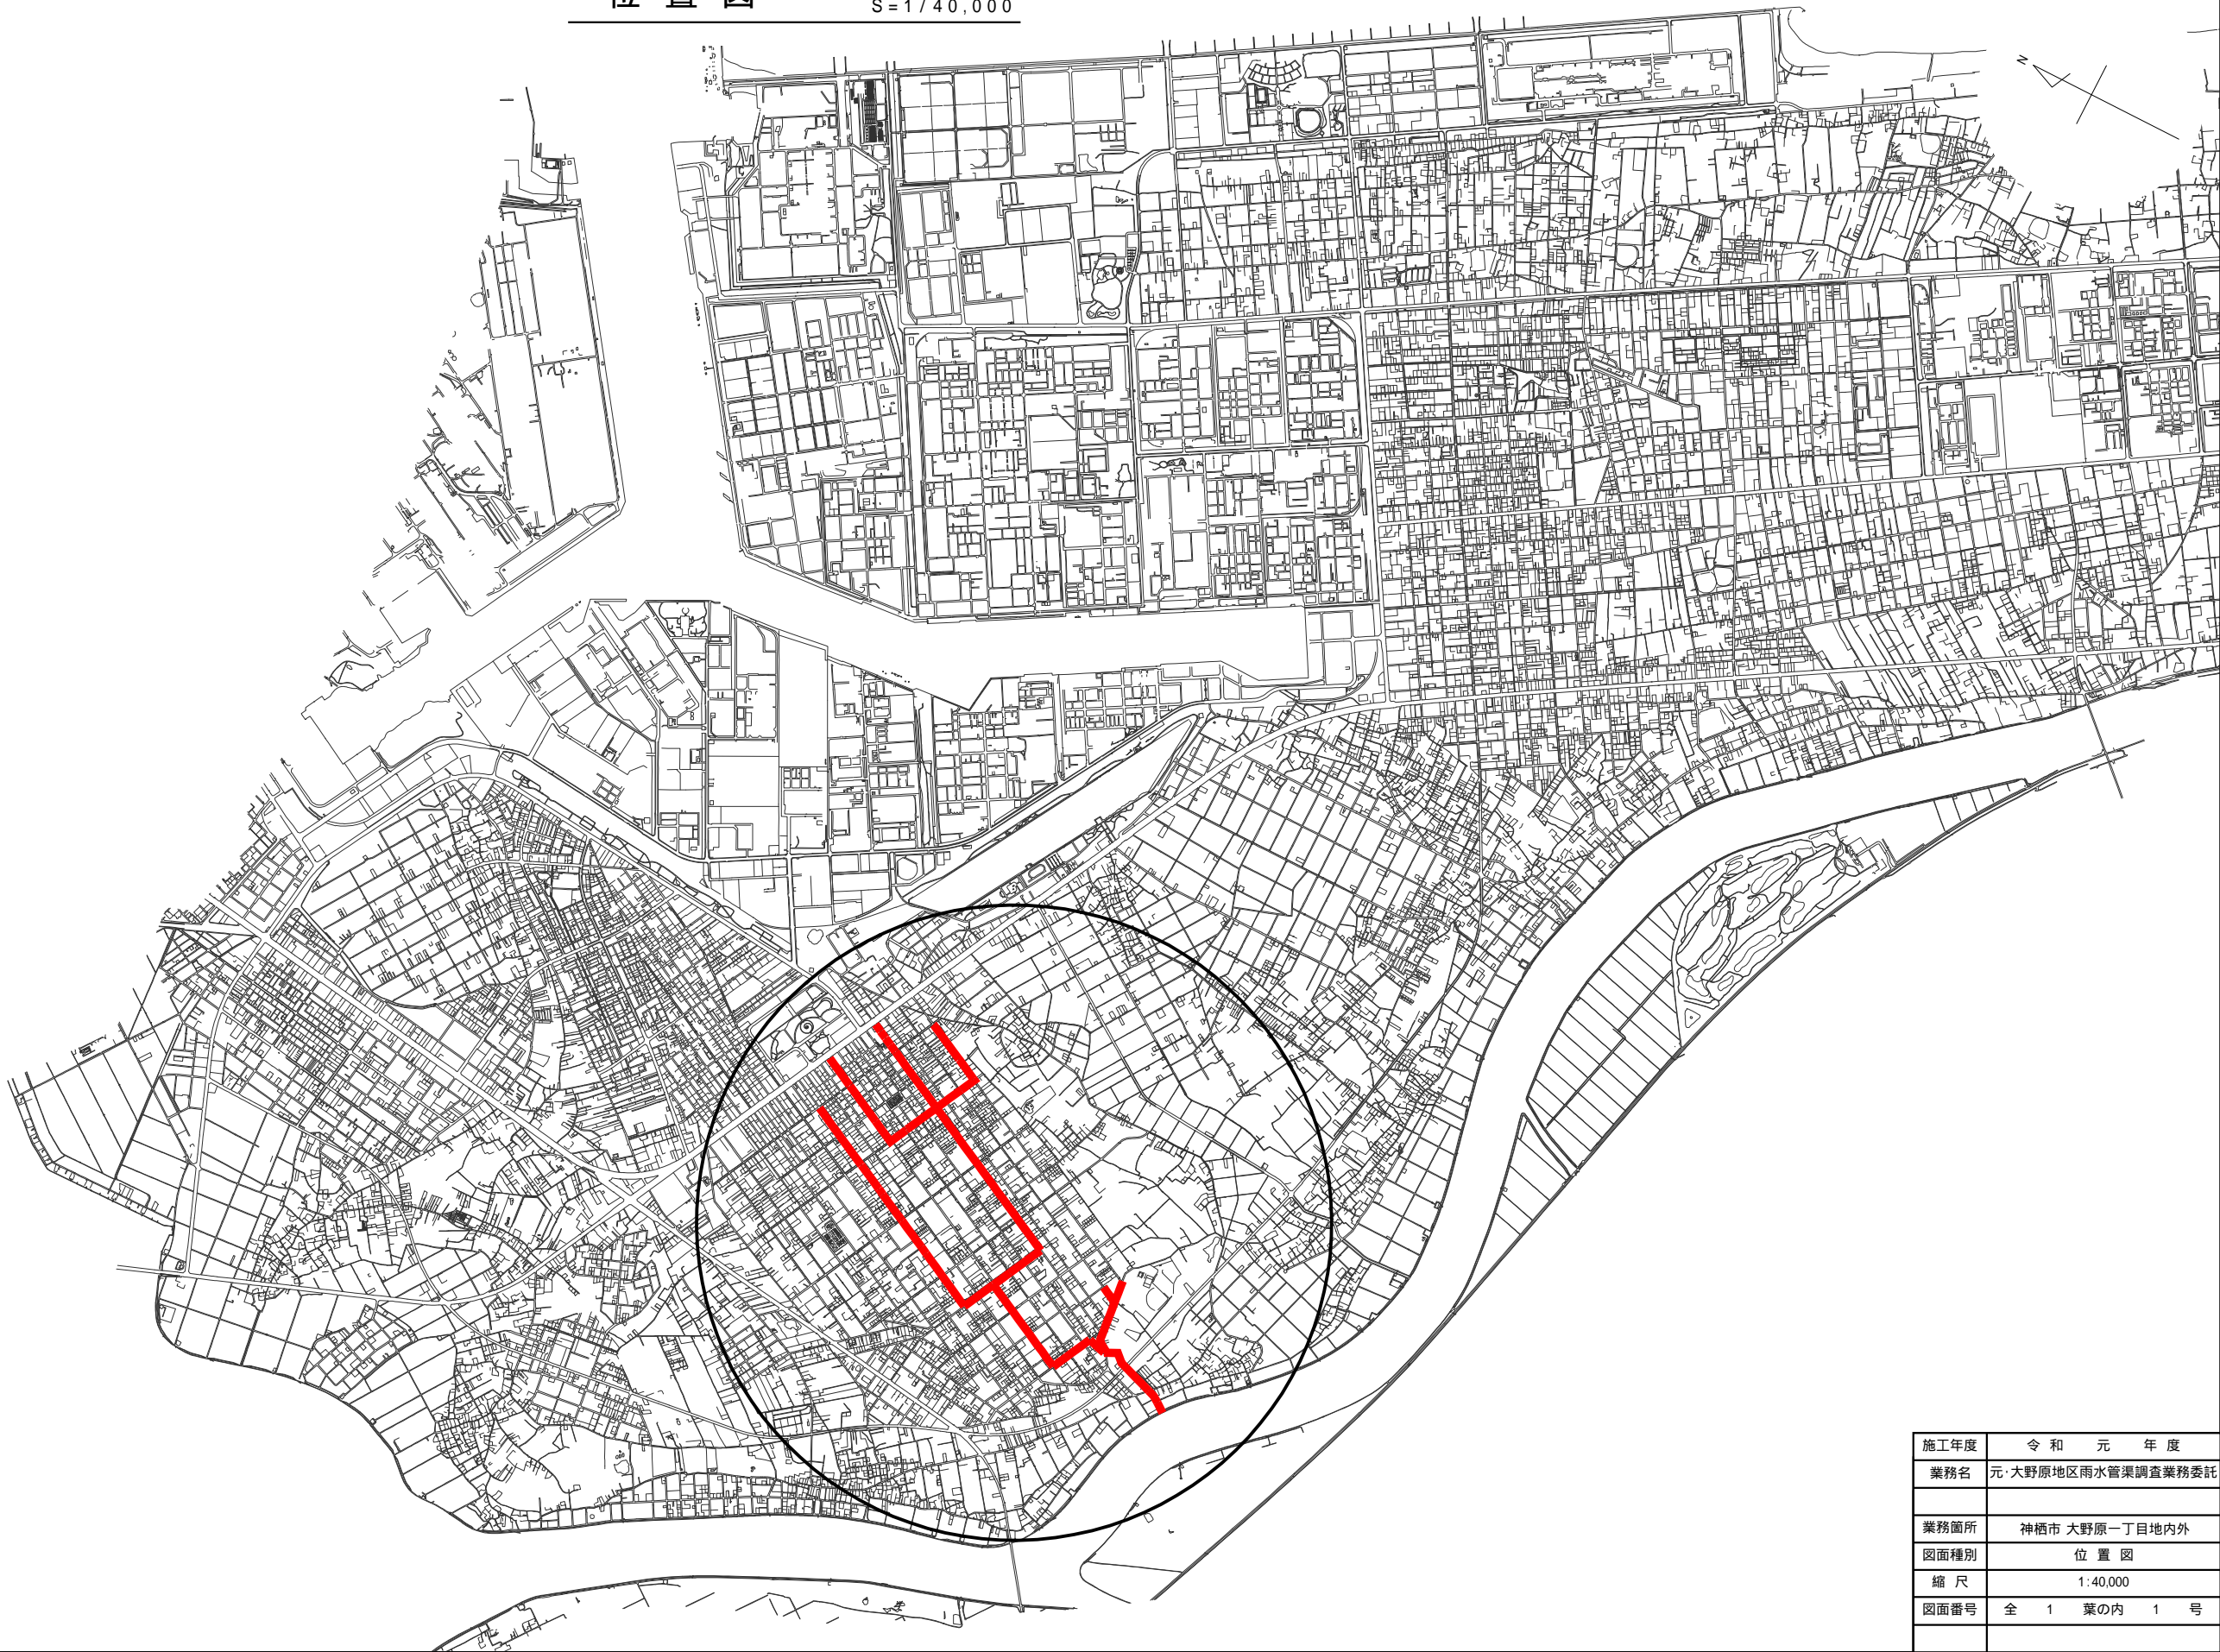 位置図 S=1/40,000
N
施工年度 令和 元 年度
業務名 元・大野原地区雨水管渠調査業務委託
業務箇所 神栖市 大野原一丁目地内外
図面種別 位置図
縮尺 1:40,000
図面番号 全 1 葉の内 1 号